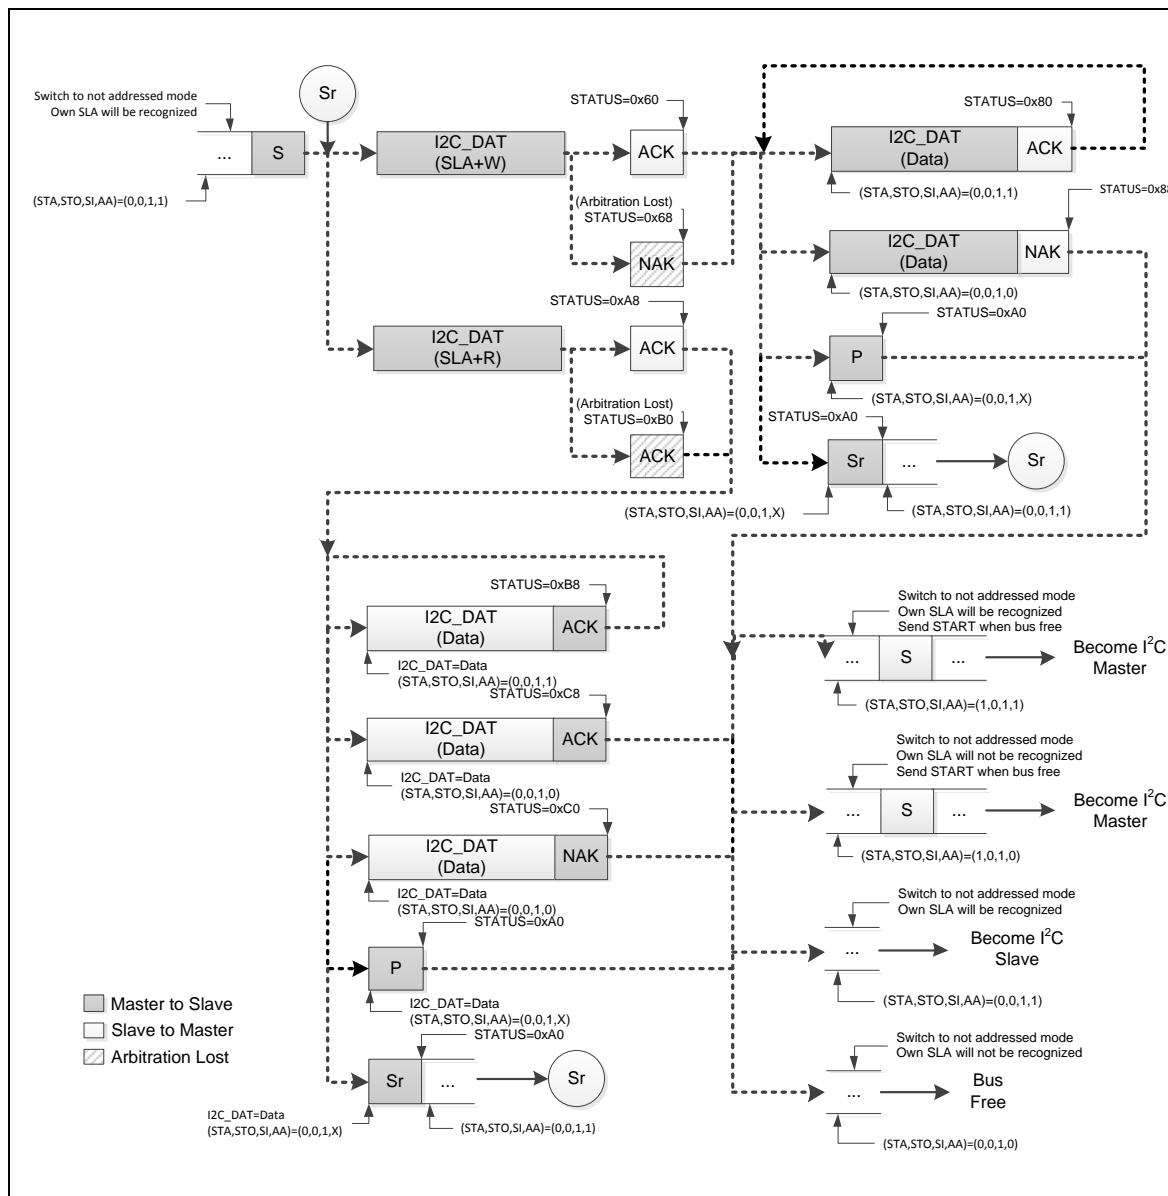 Switch to not addressed mode
Own SLA will be recognized
...
S
(STA,STO,SI,AA)=(0,0,1,1)
Sr
I2C_DAT
(SLA+W)
STATUS=0x60
ACK
(Arbitration Lost)
STATUS=0x68
NAK
I2C_DAT
(SLA+R)
STATUS=0xA8
ACK
(Arbitration Lost)
STATUS=0xB0
ACK
STATUS=0x80
I2C_DAT
(Data)
ACK
(STA,STO,SI,AA)=(0,0,1,1)
STATUS=0x88
I2C_DAT
(Data)
NAK
(STA,STO,SI,AA)=(0,0,1,0)
STATUS=0xA0
P
(STA,STO,SI,AA)=(0,0,1,X)
STATUS=0xA0
Sr
...
Sr
(STA,STO,SI,AA)=(0,0,1,X)
(STA,STO,SI,AA)=(0,0,1,1)
STATUS=0xB8
I2C_DAT
(Data)
ACK
I2C_DAT=Data
(STA,STO,SI,AA)=(0,0,1,1)
STATUS=0xC8
I2C_DAT
(Data)
ACK
I2C_DAT=Data
(STA,STO,SI,AA)=(0,0,1,0)
STATUS=0xC0
I2C_DAT
(Data)
NAK
I2C_DAT=Data
(STA,STO,SI,AA)=(0,0,1,0)
STATUS=0xA0
P
I2C_DAT=Data
(STA,STO,SI,AA)=(0,0,1,X)
STATUS=0xA0
Sr
...
Sr
I2C_DAT=Data
(STA,STO,SI,AA)=(0,0,1,X)
(STA,STO,SI,AA)=(0,0,1,1)
Switch to not addressed mode
Own SLA will be recognized
Send START when bus free
...
S
...
Become I²C
Master
(STA,STO,SI,AA)=(1,0,1,1)
Switch to not addressed mode
Own SLA will not be recognized
Send START when bus free
...
S
...
Become I²C
Master
(STA,STO,SI,AA)=(1,0,1,0)
Switch to not addressed mode
Own SLA will be recognized
...
Become I²C
Slave
(STA,STO,SI,AA)=(0,0,1,1)
Switch to not addressed mode
Own SLA will not be recognized
...
Bus
Free
(STA,STO,SI,AA)=(0,0,1,0)
Master to Slave
Slave to Master
Arbitration Lost